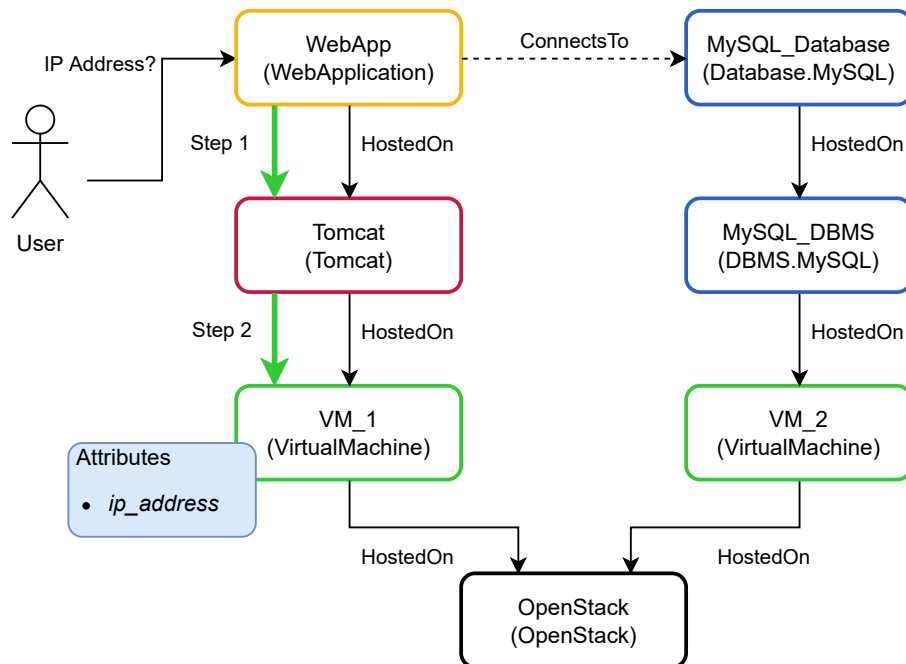 WebApp
(WebApplication)
ConnectsTo
MySQL_Database
(Database.MySQL)
IP Address?
Step 1
HostedOn
HostedOn
User
Tomcat
(Tomcat)
MySQL_DBMS
(DBMS.MySQL)
Step 2
HostedOn
HostedOn
VM_1
(VirtualMachine)
VM_2
(VirtualMachine)
Attributes
• ip_address
HostedOn
HostedOn
OpenStack
(OpenStack)